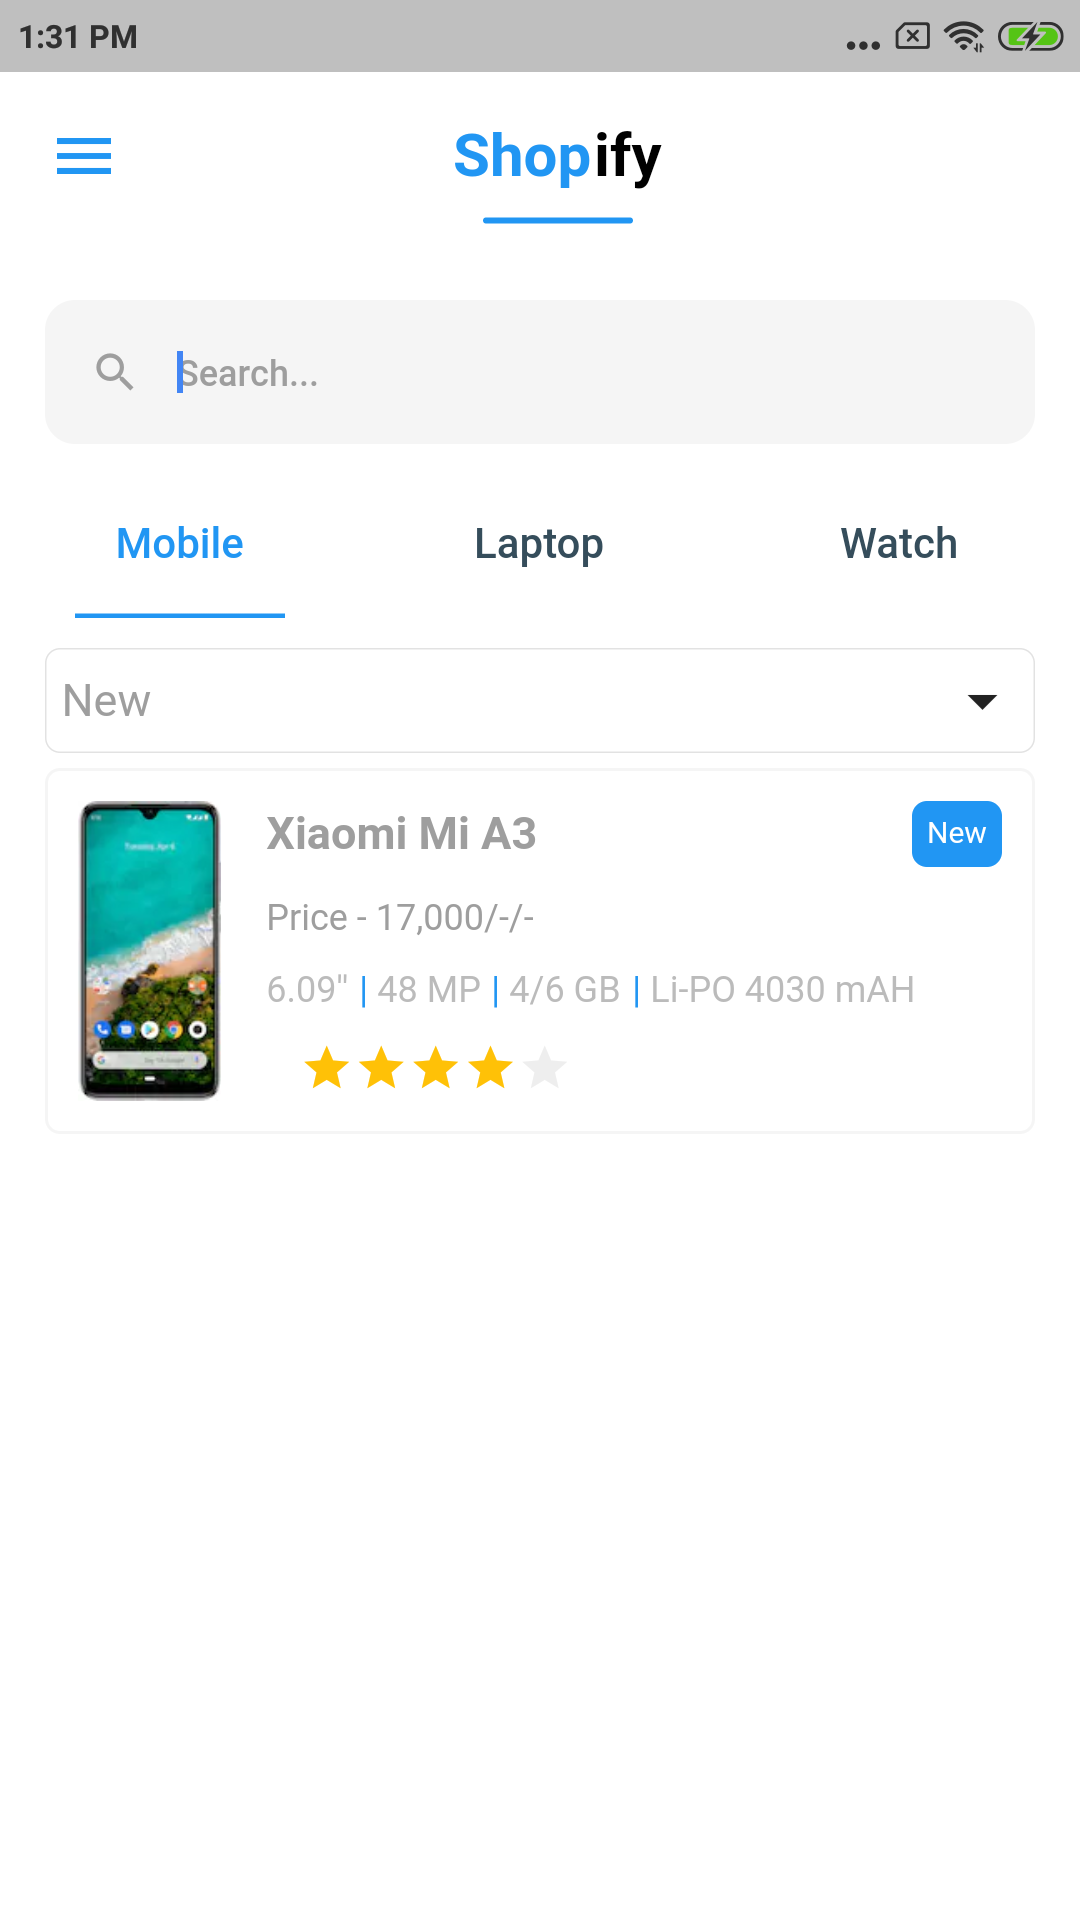 1:31 PM
Shopify
Search...
Mobile Laptop Watch
New
Xiaomi Mi A3
New
Price - 17,000/-/-
6.09" | 48 MP | 4/6 GB | Li-PO 4030 mAH